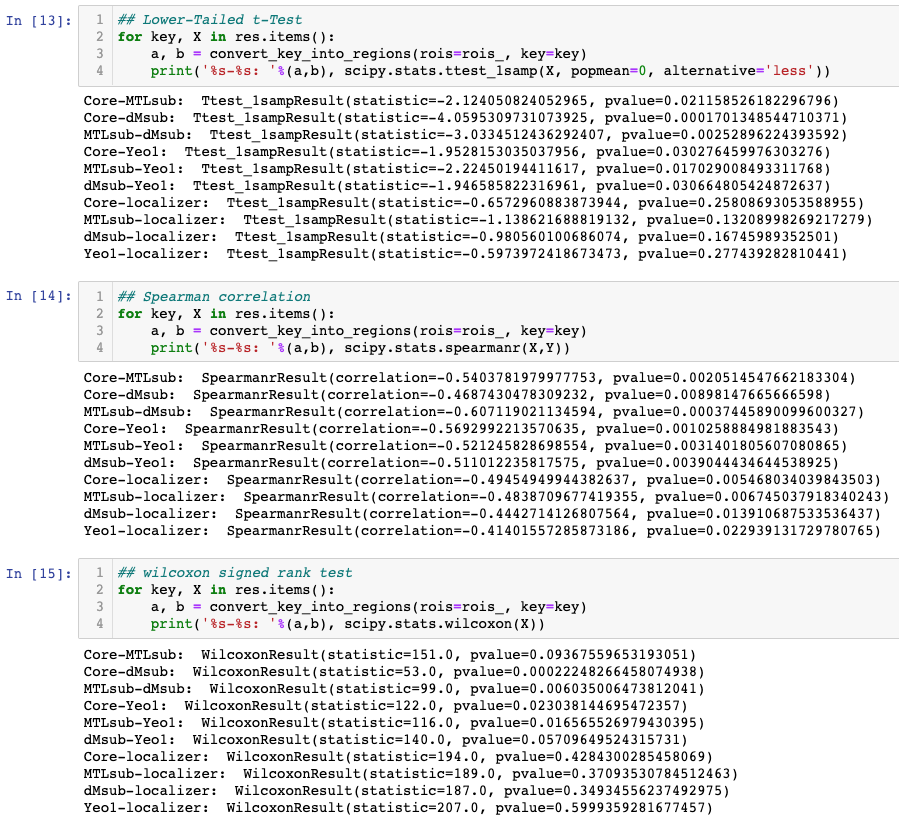 In [13]:
1 ## Lower-Tailed t-Test
2 for key, X in res.items():
3     a, b = convert_key_into_regions(rois=rois_, key=key)
4     print('%s-%s: '%(a,b), scipy.stats.ttest_1samp(X, popmean=0, alternative='less'))
Core-MTLsub:  Ttest_1sampResult(statistic=-2.124050824052965, pvalue=0.021158526182296796)
Core-dMsub:  Ttest_1sampResult(statistic=-4.0595309731073925, pvalue=0.0001701348544710371)
MTLsub-dMsub:  Ttest_1sampResult(statistic=-3.0334512436292407, pvalue=0.00252896224393592)
Core-Yeo1:  Ttest_1sampResult(statistic=-1.9528153035037956, pvalue=0.030276459976303276)
MTLsub-Yeo1:  Ttest_1sampResult(statistic=-2.22450194411617, pvalue=0.017029008493311768)
dMsub-Yeo1:  Ttest_1sampResult(statistic=-1.946585822316961, pvalue=0.030664805424872637)
Core-localizer:  Ttest_1sampResult(statistic=-0.6572960883873944, pvalue=0.25808693053588955)
MTLsub-localizer:  Ttest_1sampResult(statistic=-1.138621688819132, pvalue=0.13208998269217279)
dMsub-localizer:  Ttest_1sampResult(statistic=-0.980560100686074, pvalue=0.16745989352501)
Yeo1-localizer:  Ttest_1sampResult(statistic=-0.5973972418673473, pvalue=0.277439282810441)
In [14]:
1 ## Spearman correlation
2 for key, X in res.items():
3     a, b = convert_key_into_regions(rois=rois_, key=key)
4     print('%s-%s: '%(a,b), scipy.stats.spearmanr(X,Y))
Core-MTLsub:  SpearmanrResult(correlation=-0.5403781979977753, pvalue=0.0020514547662183304)
Core-dMsub:  SpearmanrResult(correlation=-0.4687430478309232, pvalue=0.00898147665666598)
MTLsub-dMsub:  SpearmanrResult(correlation=-0.607119021134594, pvalue=0.00037445890099600327)
Core-Yeo1:  SpearmanrResult(correlation=-0.5692992213570635, pvalue=0.0010258884981883543)
MTLsub-Yeo1:  SpearmanrResult(correlation=-0.521245828698554, pvalue=0.0031401805607080865)
dMsub-Yeo1:  SpearmanrResult(correlation=-0.511012235817575, pvalue=0.0039044434644538925)
Core-localizer:  SpearmanrResult(correlation=-0.49454949944382637, pvalue=0.005468034039843503)
MTLsub-localizer:  SpearmanrResult(correlation=-0.4838709677419355, pvalue=0.006745037918340243)
dMsub-localizer:  SpearmanrResult(correlation=-0.4442714126807564, pvalue=0.013910687533536437)
Yeo1-localizer:  SpearmanrResult(correlation=-0.41401557285873186, pvalue=0.022939131729780765)
In [15]:
1 ## wilcoxon signed rank test
2 for key, X in res.items():
3     a, b = convert_key_into_regions(rois=rois_, key=key)
4     print('%s-%s: '%(a,b), scipy.stats.wilcoxon(X))
Core-MTLsub:  WilcoxonResult(statistic=151.0, pvalue=0.09367559653193051)
Core-dMsub:  WilcoxonResult(statistic=53.0, pvalue=0.00022248266458074938)
MTLsub-dMsub:  WilcoxonResult(statistic=99.0, pvalue=0.006035006473812041)
Core-Yeo1:  WilcoxonResult(statistic=122.0, pvalue=0.023038144695472357)
MTLsub-Yeo1:  WilcoxonResult(statistic=116.0, pvalue=0.016565526979430395)
dMsub-Yeo1:  WilcoxonResult(statistic=140.0, pvalue=0.05709649524315731)
Core-localizer:  WilcoxonResult(statistic=194.0, pvalue=0.4284300285458069)
MTLsub-localizer:  WilcoxonResult(statistic=189.0, pvalue=0.37093530784512463)
dMsub-localizer:  WilcoxonResult(statistic=187.0, pvalue=0.34934556237492975)
Yeo1-localizer:  WilcoxonResult(statistic=207.0, pvalue=0.5999359281677457)